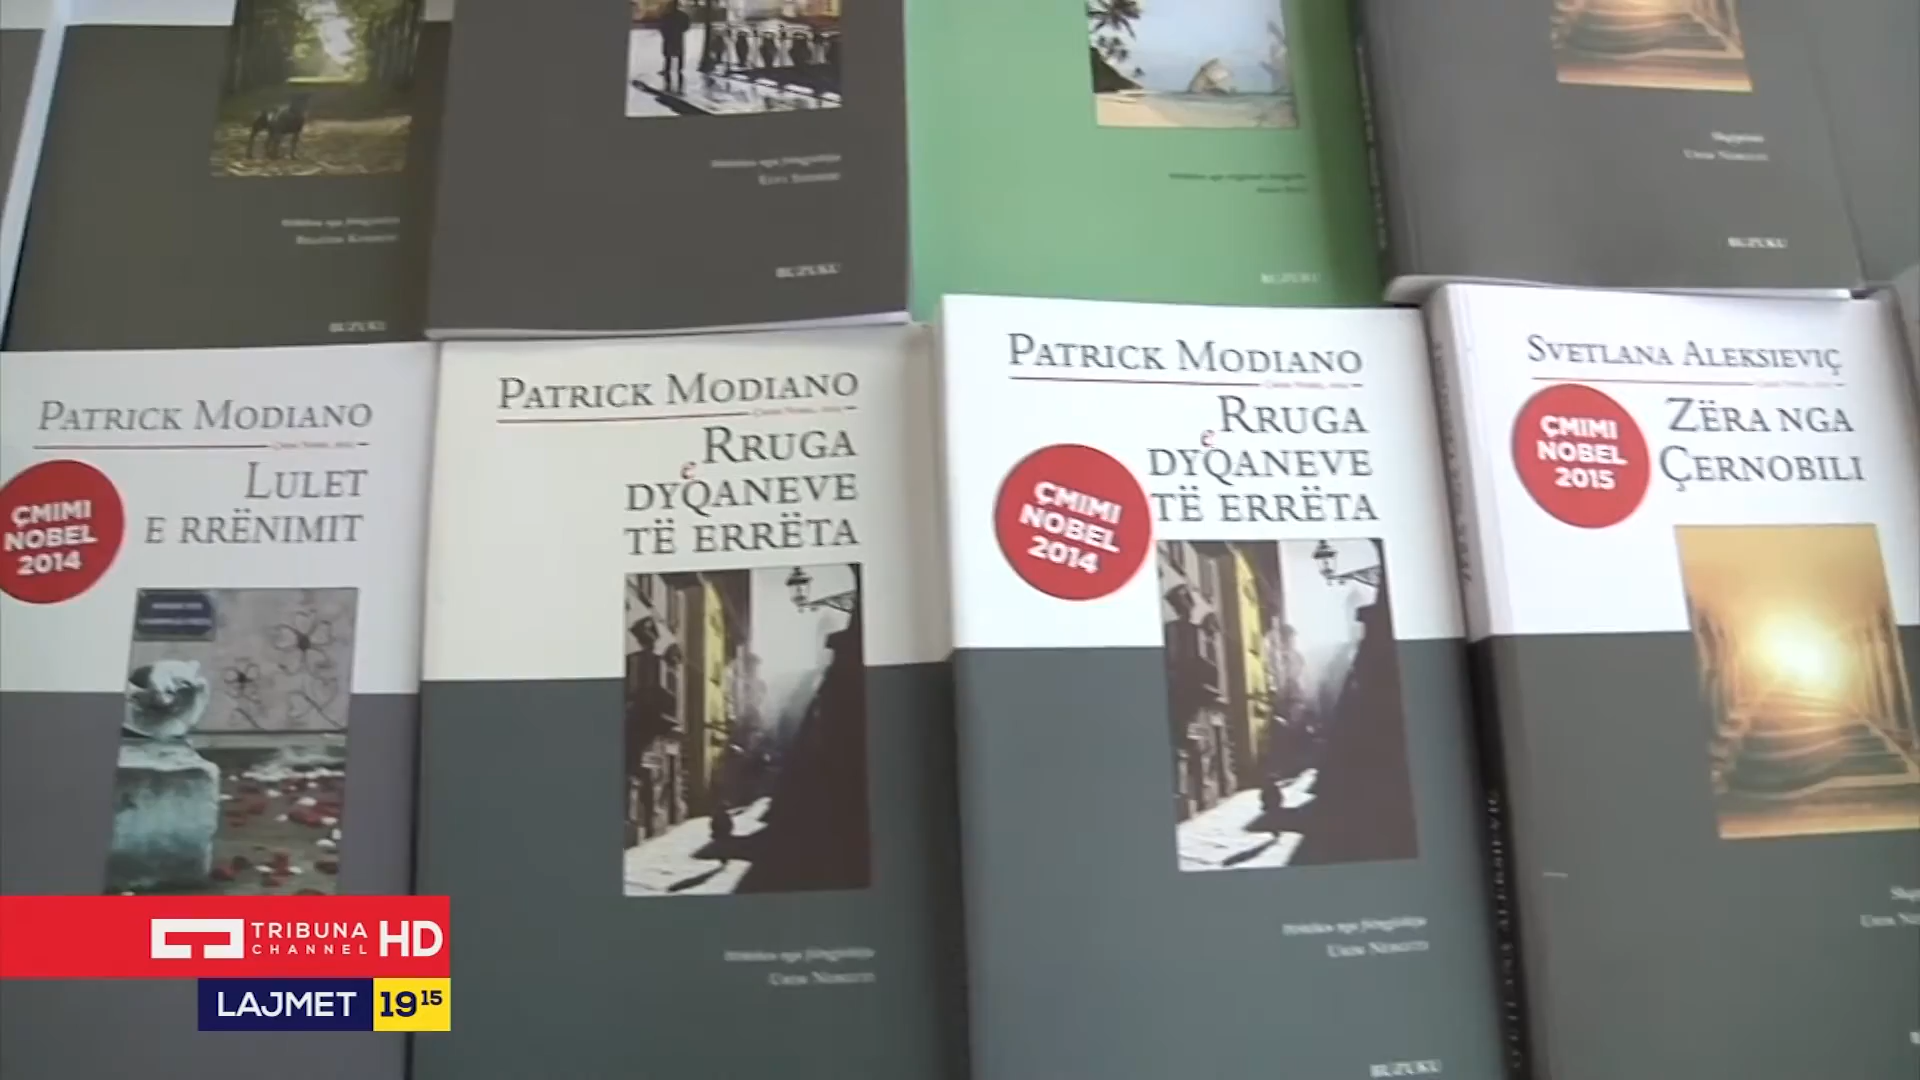 BUZUKU
BUZUKU
BUZUKU
BUZUKU
PATRICK MODIANO
LULET
E RRËNIMIT
ÇMIMI
NOBEL
2014
PATRICK MODIANO
RRUGA
e
DYQANEVE
TË ERRËTA
PATRICK MODIANO
RRUGA
e
DYQANEVE
TË ERRËTA
ÇMIMI
NOBEL
2014
BUZUKU
SVETLANA ALEKSIEVIÇ
ZËRA NGA
ÇERNOBILI
ÇMIMI
NOBEL
2015
TRIBUNA
CHANNEL
HD
LAJMET 19 15